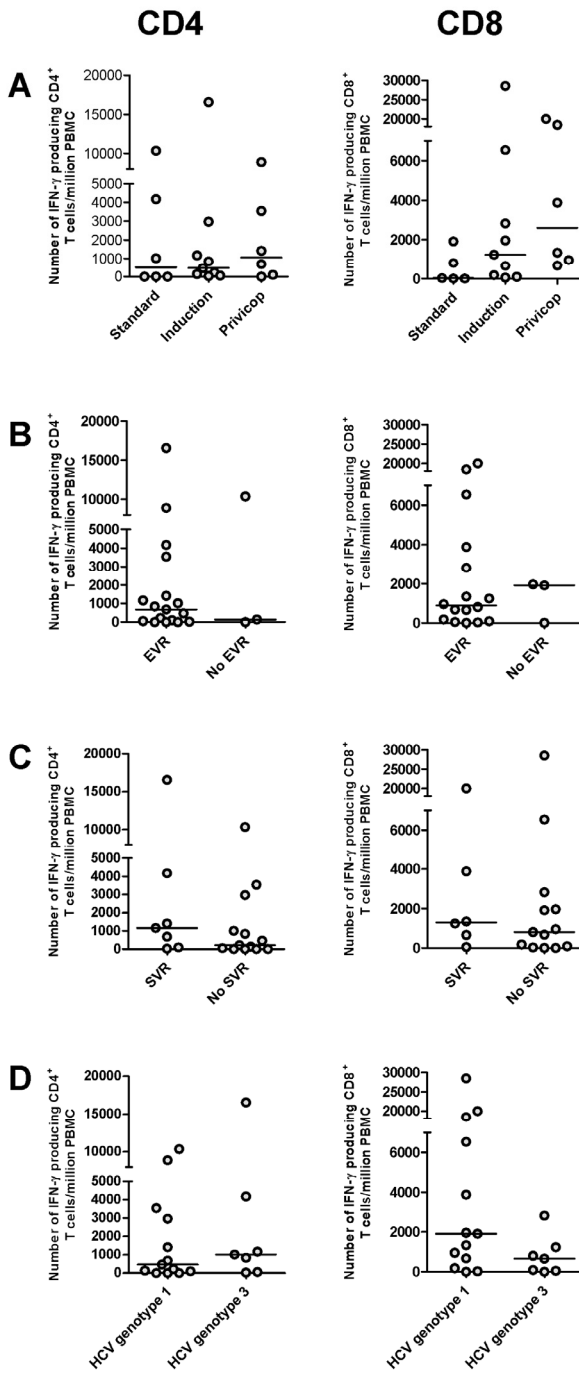 CD4 CD8
A
Number of IFN-γ producing CD4+
T cells/million PBMC
20000
15000
10000
5000
4000
3000
2000
1000
0
Standard
Induction
Privicop
Number of IFN-γ producing CD8+
T cells/million PBMC
30000
25000
20000
6000
4000
2000
0
Standard
Induction
Privicop
B
Number of IFN-γ producing CD4+
T cells/million PBMC
20000
15000
10000
5000
4000
3000
2000
1000
0
EVR
No EVR
Number of IFN-γ producing CD8+
T cells/million PBMC
30000
25000
20000
6000
4000
2000
0
EVR
No EVR
C
Number of IFN-γ producing CD4+
T cells/million PBMC
20000
15000
10000
5000
4000
3000
2000
1000
0
SVR
No SVR
Number of IFN-γ producing CD8+
T cells/million PBMC
30000
25000
20000
6000
4000
2000
0
SVR
No SVR
D
Number of IFN-γ producing CD4+
T cells/million PBMC
20000
15000
10000
5000
4000
3000
2000
1000
0
HCV genotype 1
HCV genotype 3
Number of IFN-γ producing CD8+
T cells/million PBMC
30000
25000
20000
6000
4000
2000
0
HCV genotype 1
HCV genotype 3